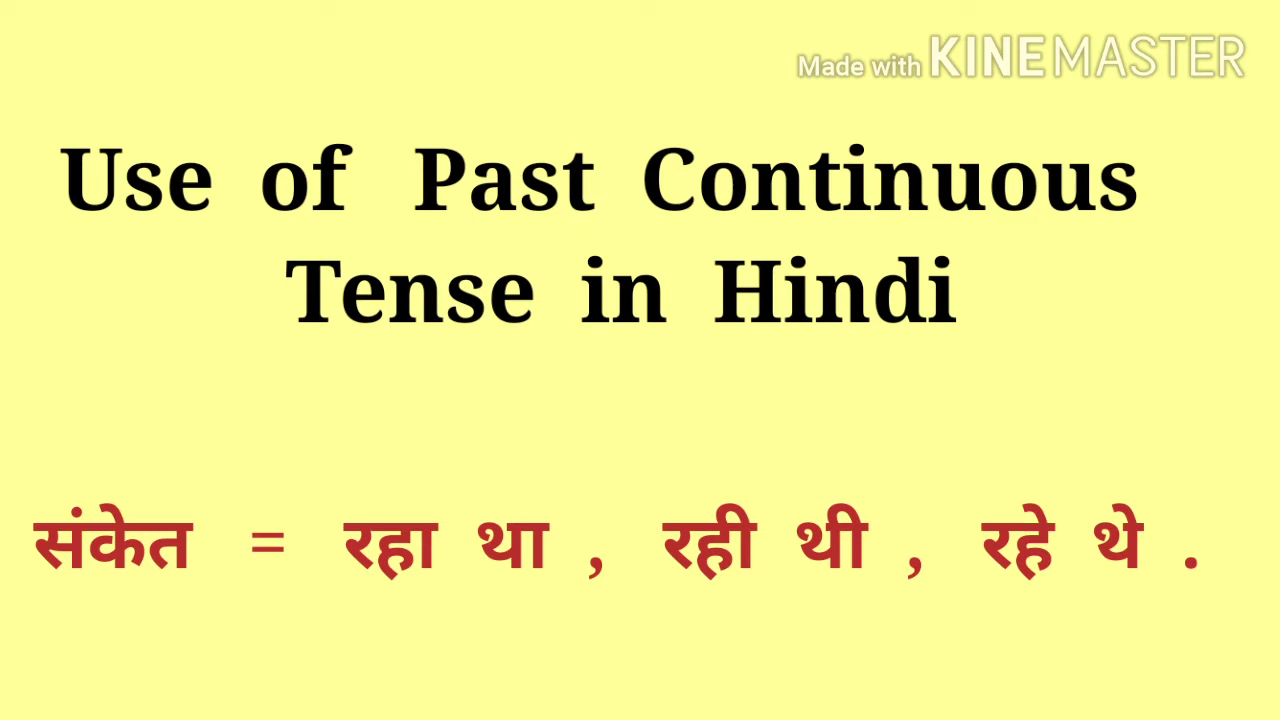 Made with KINEMASTER
Use of Past Continuous
Tense in Hindi
संकेत = रहा था , रही थी , रहे थे .